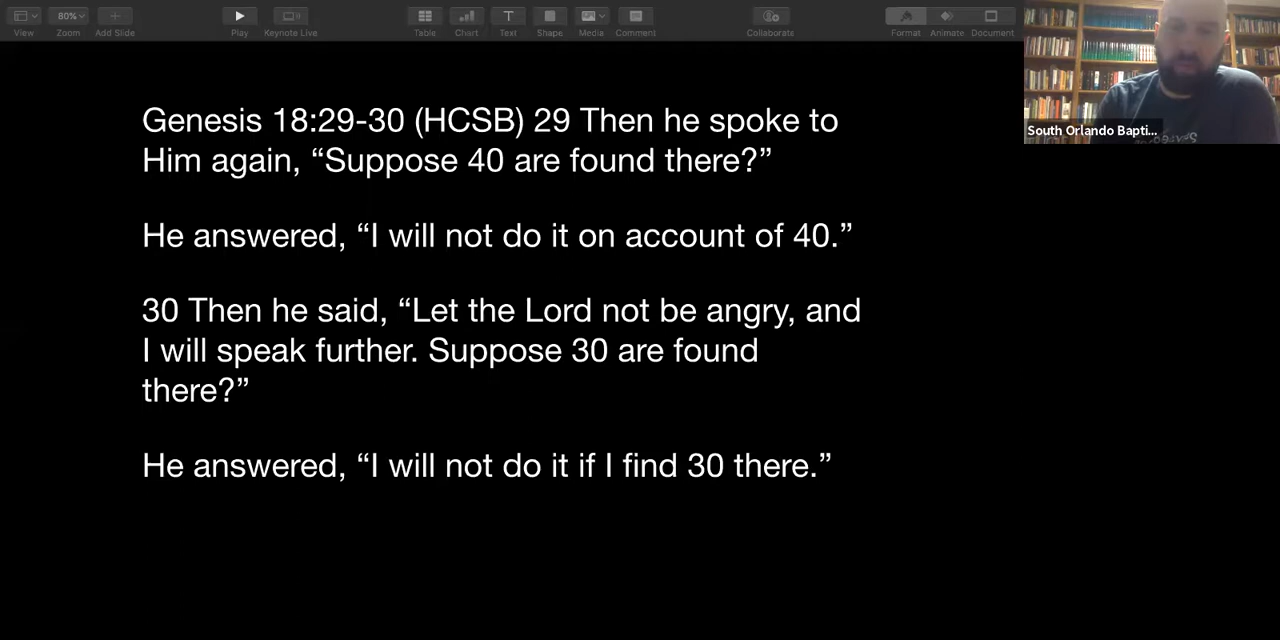 80%
View
Zoom
Add Slide
Play
Keynote Live
Table
Chart
Text
Shape
Media
Comment
Collaborate
Format
Animate
Document
South Orlando Bapti...
Genesis 18:29-30 (HCSB) 29 Then he spoke to
Him again, “Suppose 40 are found there?”
He answered, “I will not do it on account of 40.”
30 Then he said, “Let the Lord not be angry, and
I will speak further. Suppose 30 are found
there?”
He answered, “I will not do it if I find 30 there.”